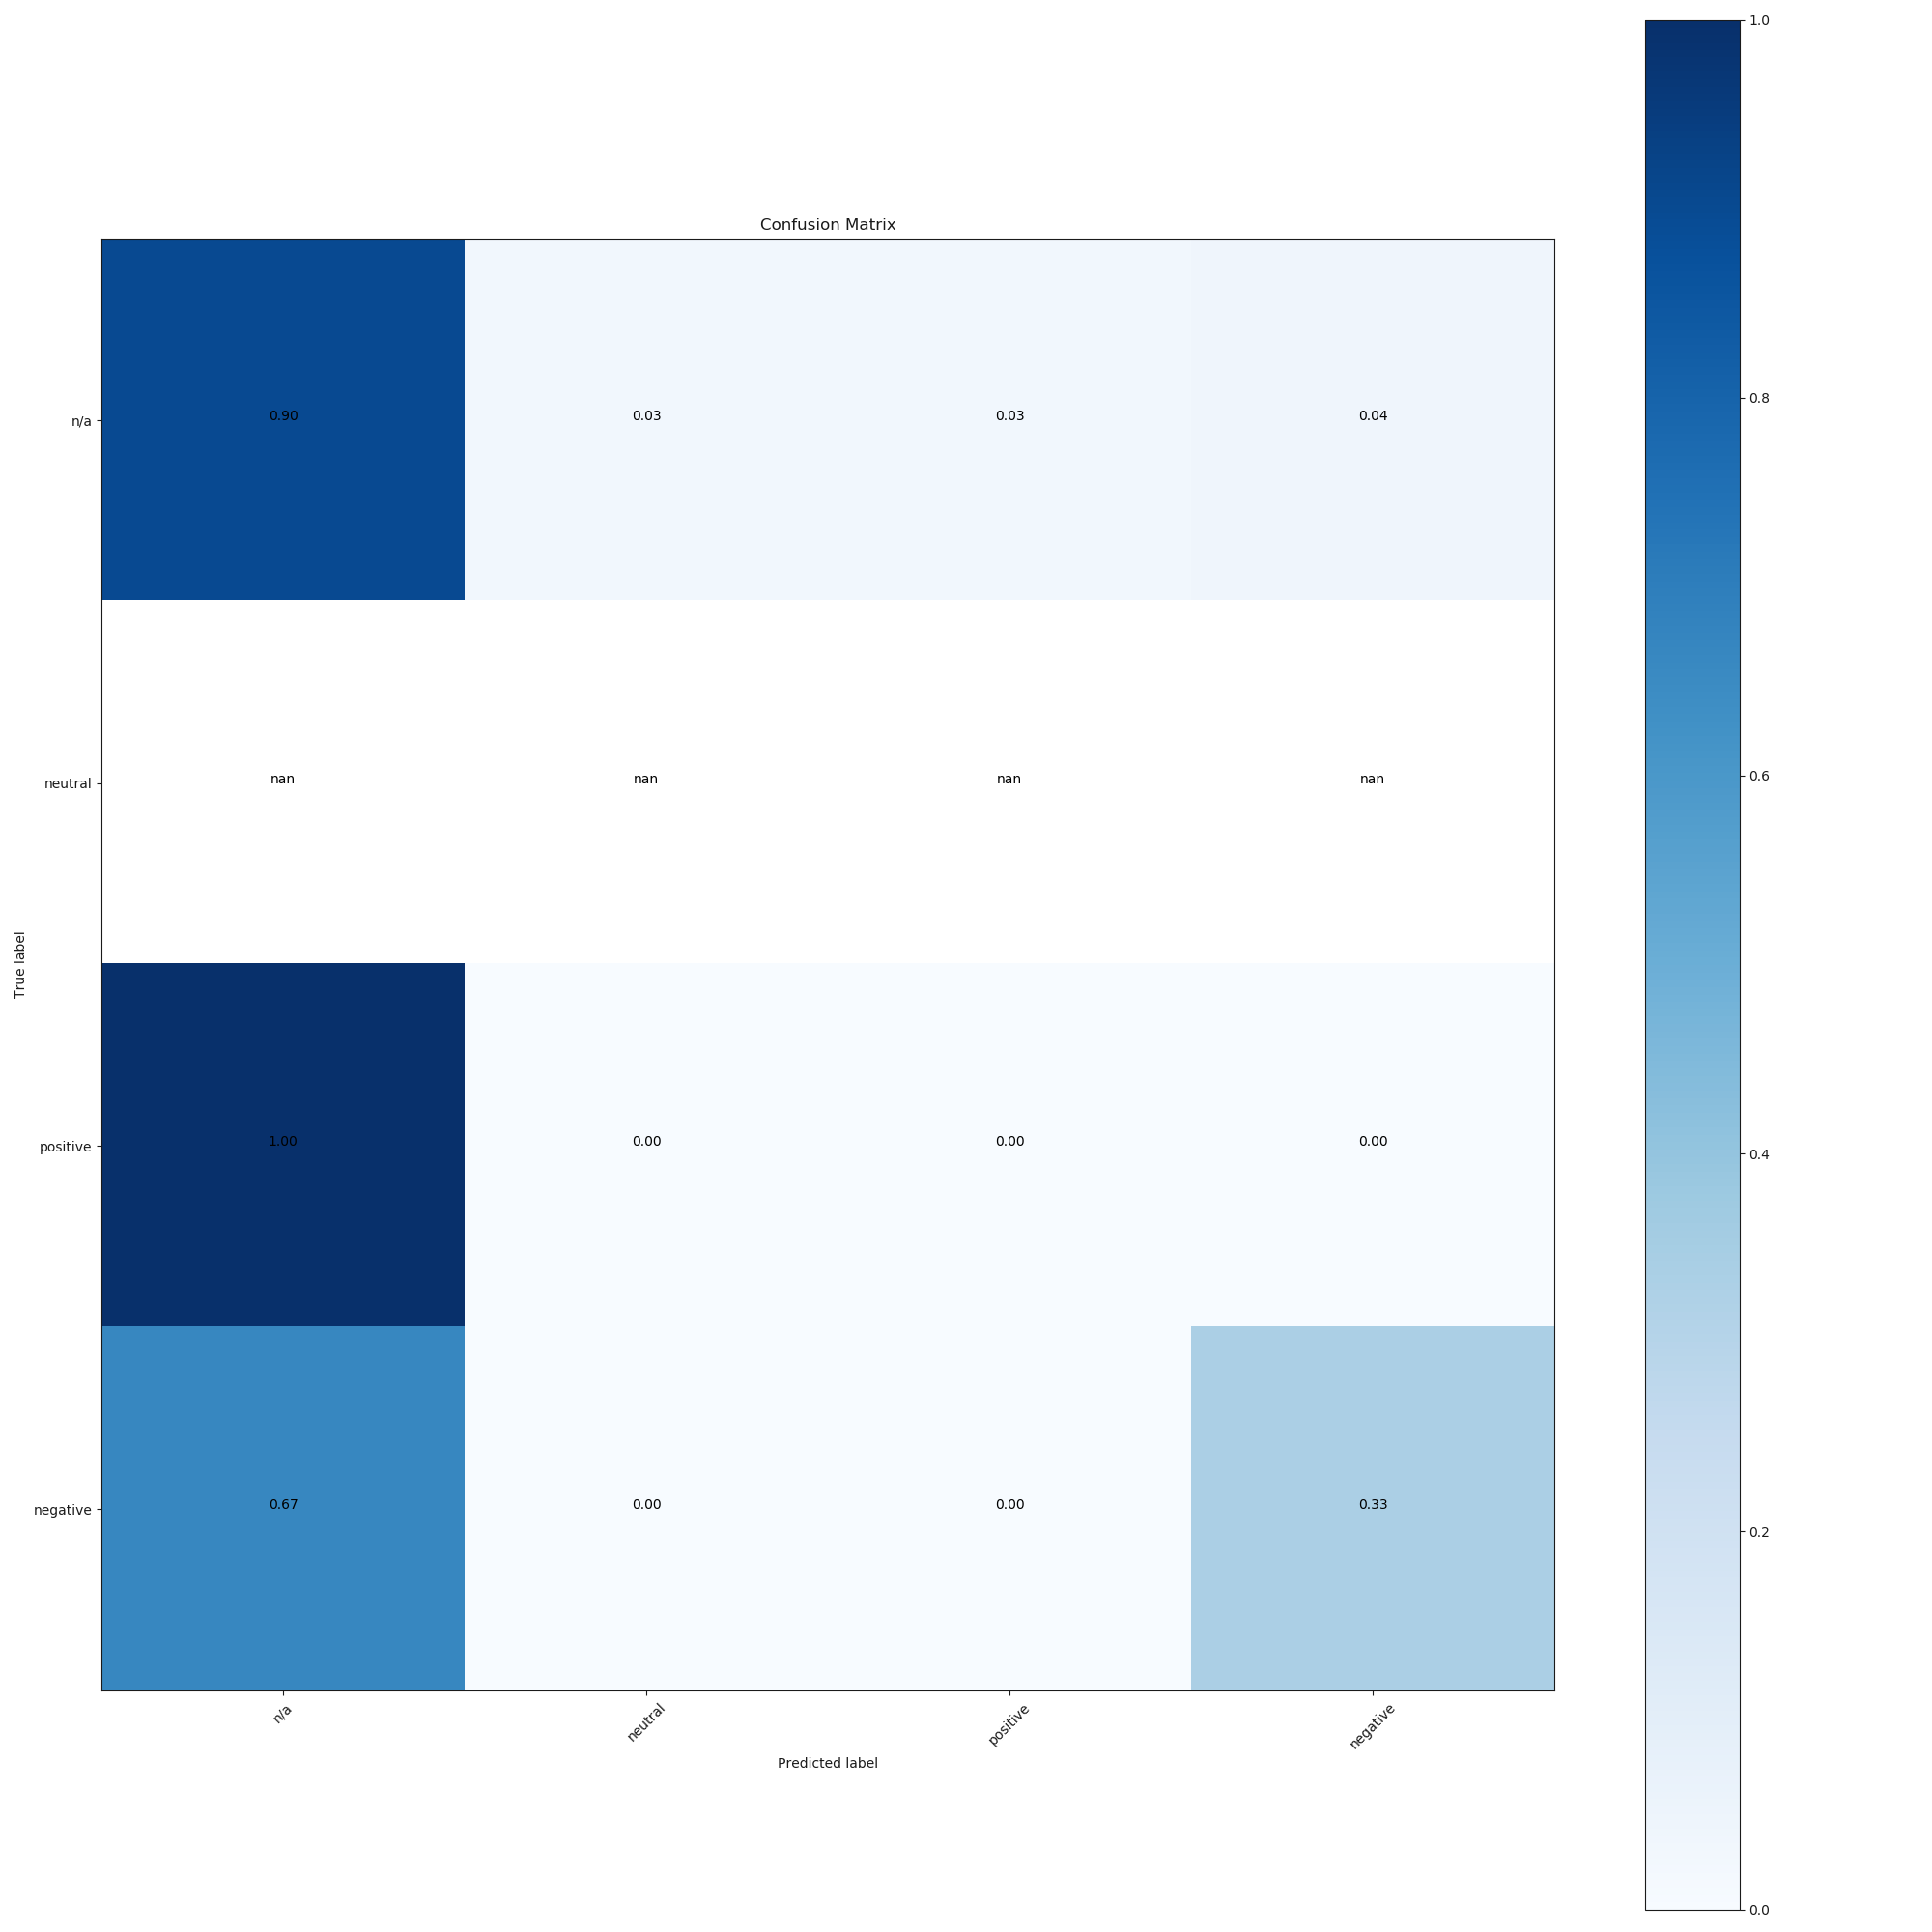 Confusion Matrix
1.0
0.8
0.6
0.4
0.2
0.0
True label
n/a 0.90 0.03 0.03 0.04
neutral nan nan nan nan
positive 1.00 0.00 0.00 0.00
negative 0.67 0.00 0.00 0.33
n/a neutral positive negative
Predicted label